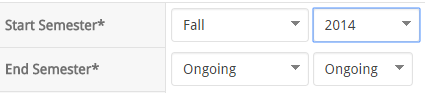 Start Semester* Fall 2014
End Semester* Ongoing Ongoing